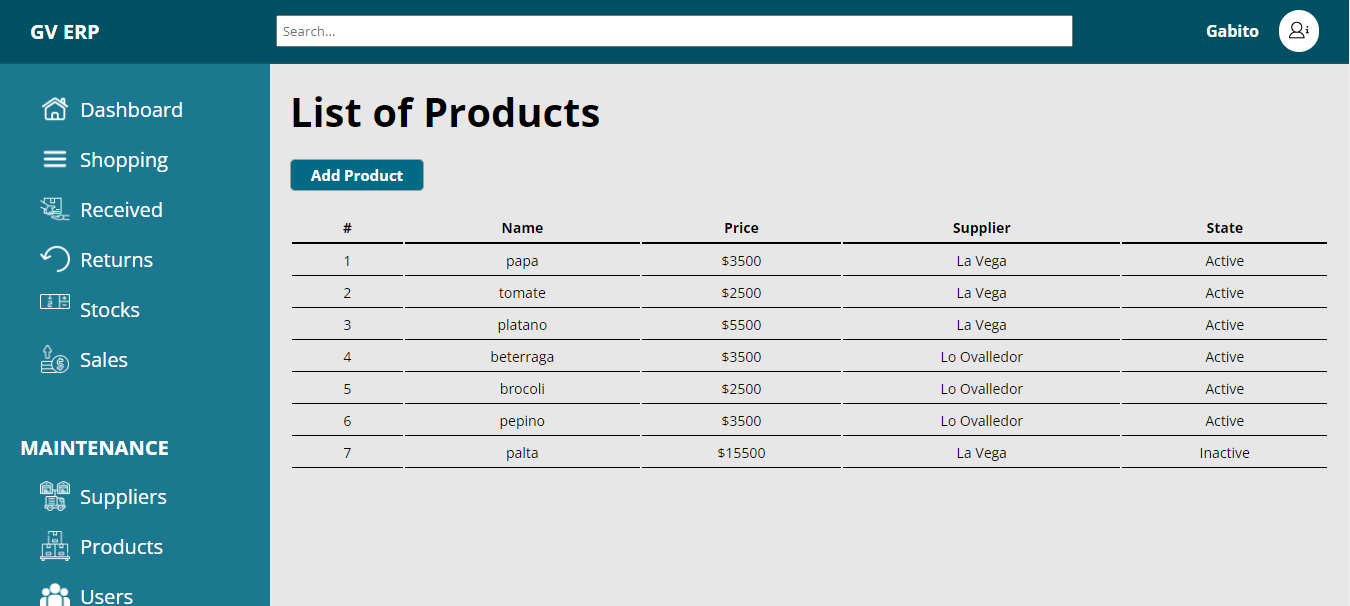 GV ERP
Search...
Gabito
Dashboard
Shopping
Received
Returns
Stocks
Sales
MAINTENANCE
Suppliers
Products
Users
List of Products
Add Product
# Name Price Supplier State
1 papa $3500 La Vega Active
2 tomate $2500 La Vega Active
3 platano $5500 La Vega Active
4 beterraga $3500 Lo Ovalledor Active
5 brocoli $2500 Lo Ovalledor Active
6 pepino $3500 Lo Ovalledor Active
7 palta $15500 La Vega Inactive